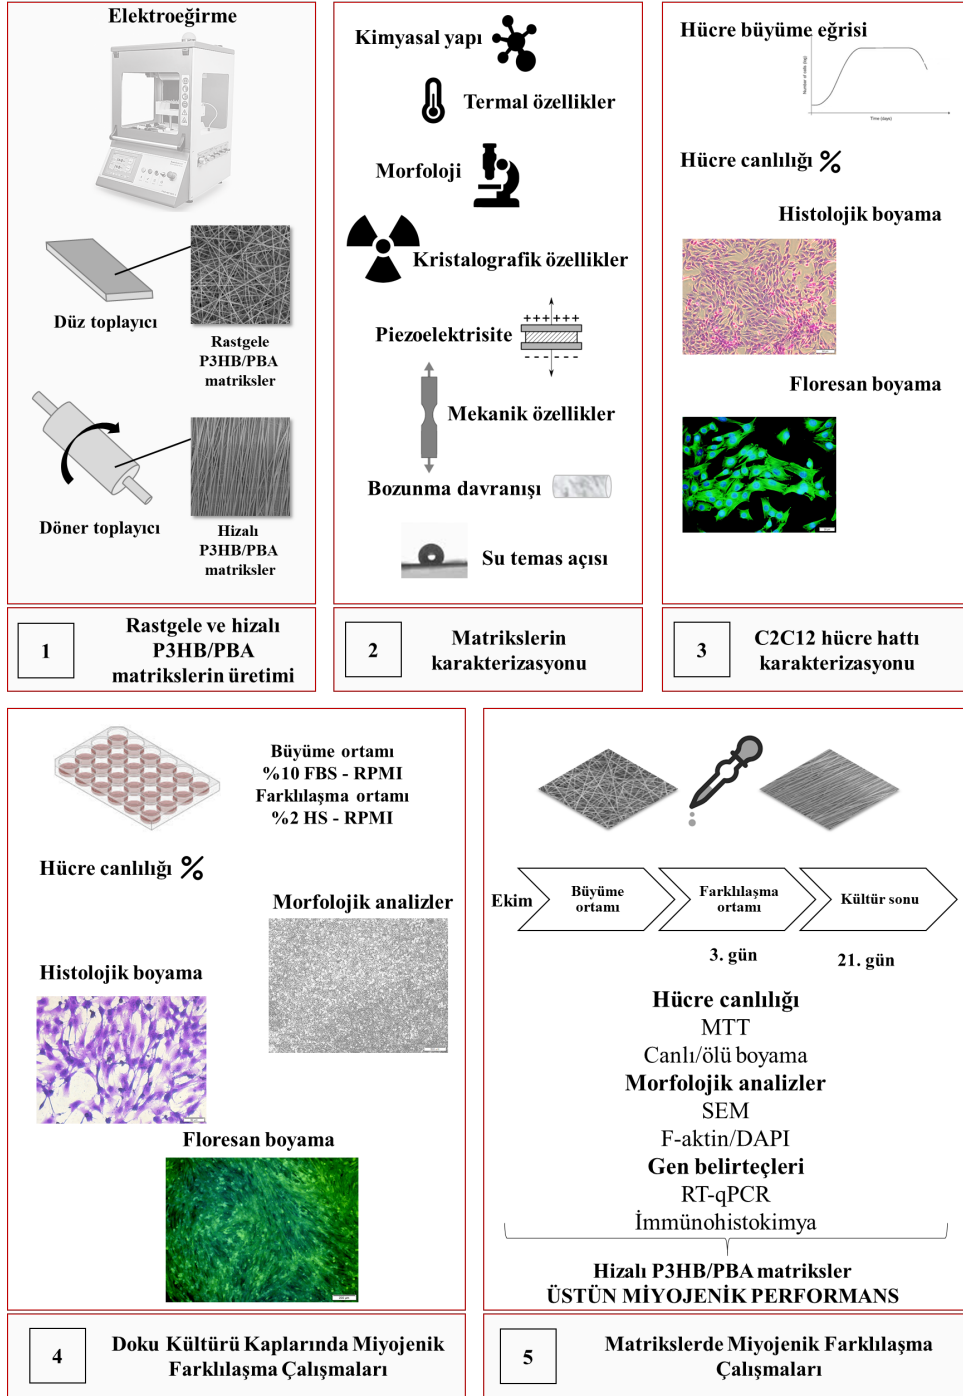 Elektroeğirme
Düz toplayıcı
Rastgele
P3HB/PBA
matriksler
Döner toplayıcı
Hizalı
P3HB/PBA
matriksler
1
Rastgele ve hizalı
P3HB/PBA
matrikslerin üretimi
Kimyasal yapı
Termal özellikler
Morfoloji
Kristalografik özellikler
Piezoelektrisite
++++++
------
Mekanik özellikler
Bozunma davranışı
Su temas açısı
2
Matrikslerin
karakterizasyonu
Hücre büyüme eğrisi
Number of cells (log)
Time (days)
Hücre canlılığı %
Histolojik boyama
Floresan boyama
3
C2C12 hücre hattı
karakterizasyonu
Büyüme ortamı
%10 FBS - RPMI
Farklılaşma ortamı
%2 HS - RPMI
Hücre canlılığı %
Morfolojik analizler
Histolojik boyama
Floresan boyama
4
Doku Kültürü Kaplarında Miyojenik
Farklılaşma Çalışmaları
Ekim
Büyüme
ortamı
Farklılaşma
ortamı
Kültür sonu
3. gün
21. gün
Hücre canlılığı
MTT
Canlı/ölü boyama
Morfolojik analizler
SEM
F-aktin/DAPI
Gen belirteçleri
RT-qPCR
İmmünohistokimya
Hizalı P3HB/PBA matriksler
ÜSTÜN MİYOJENİK PERFORMANS
5
Matrikslerde Miyojenik Farklılaşma
Çalışmaları